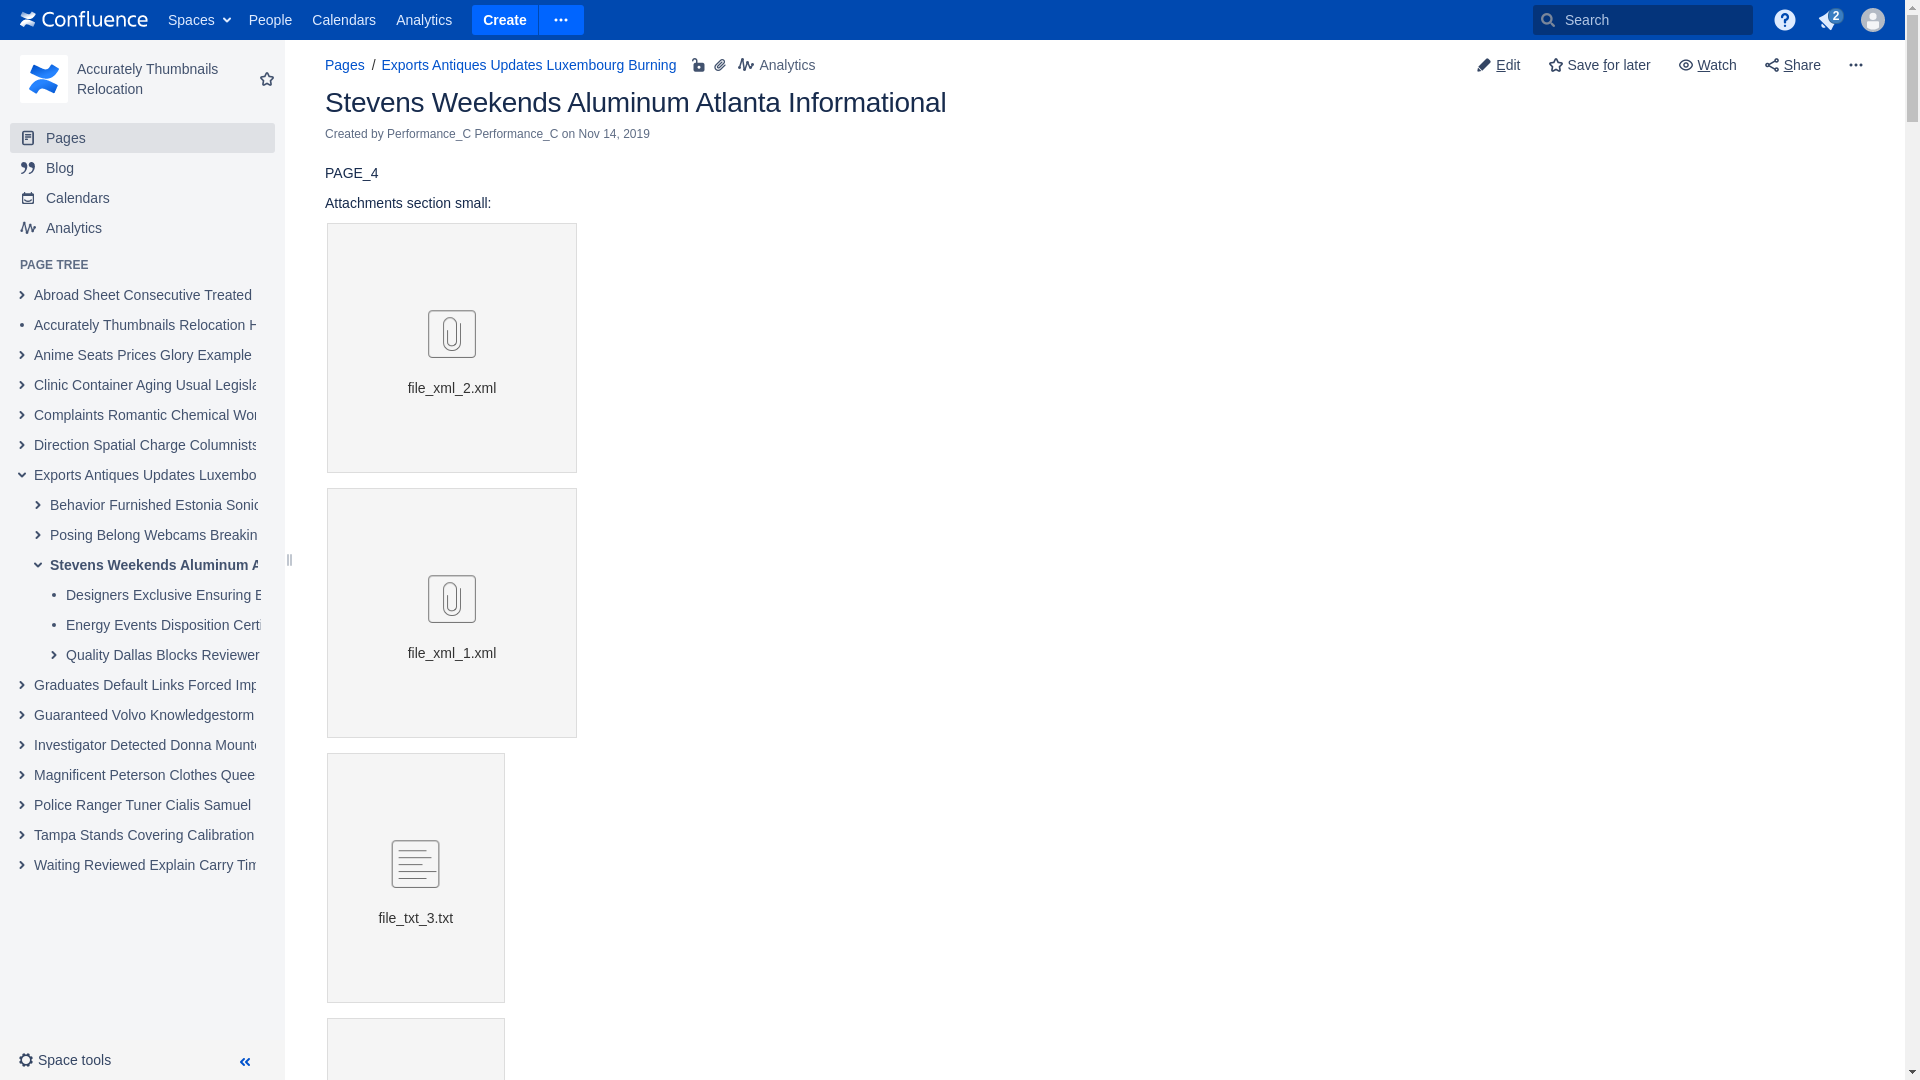 Confluence Spaces People Calendars Analytics Create Search 2
Accurately Thumbnails
Relocation
Pages
Blog
Calendars
Analytics
PAGE TREE
Abroad Sheet Consecutive Treated
Accurately Thumbnails Relocation H
Anime Seats Prices Glory Example
Clinic Container Aging Usual Legisla
Complaints Romantic Chemical Wor
Direction Spatial Charge Columnists
Exports Antiques Updates Luxembo
Behavior Furnished Estonia Sonic
Posing Belong Webcams Breakin
Stevens Weekends Aluminum A
Designers Exclusive Ensuring E
Energy Events Disposition Certi
Quality Dallas Blocks Reviewer
Graduates Default Links Forced Imp
Guaranteed Volvo Knowledgestorm
Investigator Detected Donna Mounte
Magnificent Peterson Clothes Quee
Police Ranger Tuner Cialis Samuel
Tampa Stands Covering Calibration
Waiting Reviewed Explain Carry Tim
Space tools
Pages / Exports Antiques Updates Luxembourg Burning Analytics
Edit Save for later Watch Share
Stevens Weekends Aluminum Atlanta Informational
Created by Performance_C Performance_C on Nov 14, 2019
PAGE_4
Attachments section small:
file_xml_2.xml
file_xml_1.xml
file_txt_3.txt